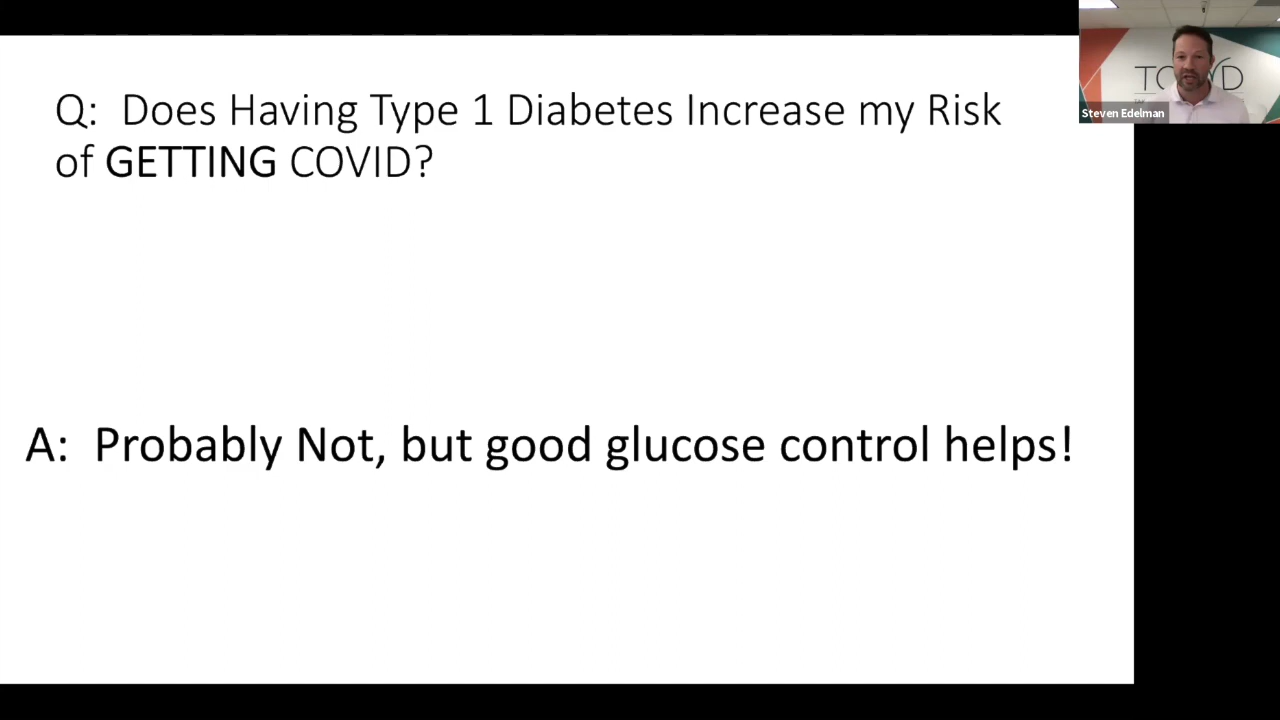 Q: Does Having Type 1 Diabetes Increase my Risk
of GETTING COVID?
A: Probably Not, but good glucose control helps!
Steven Edelman